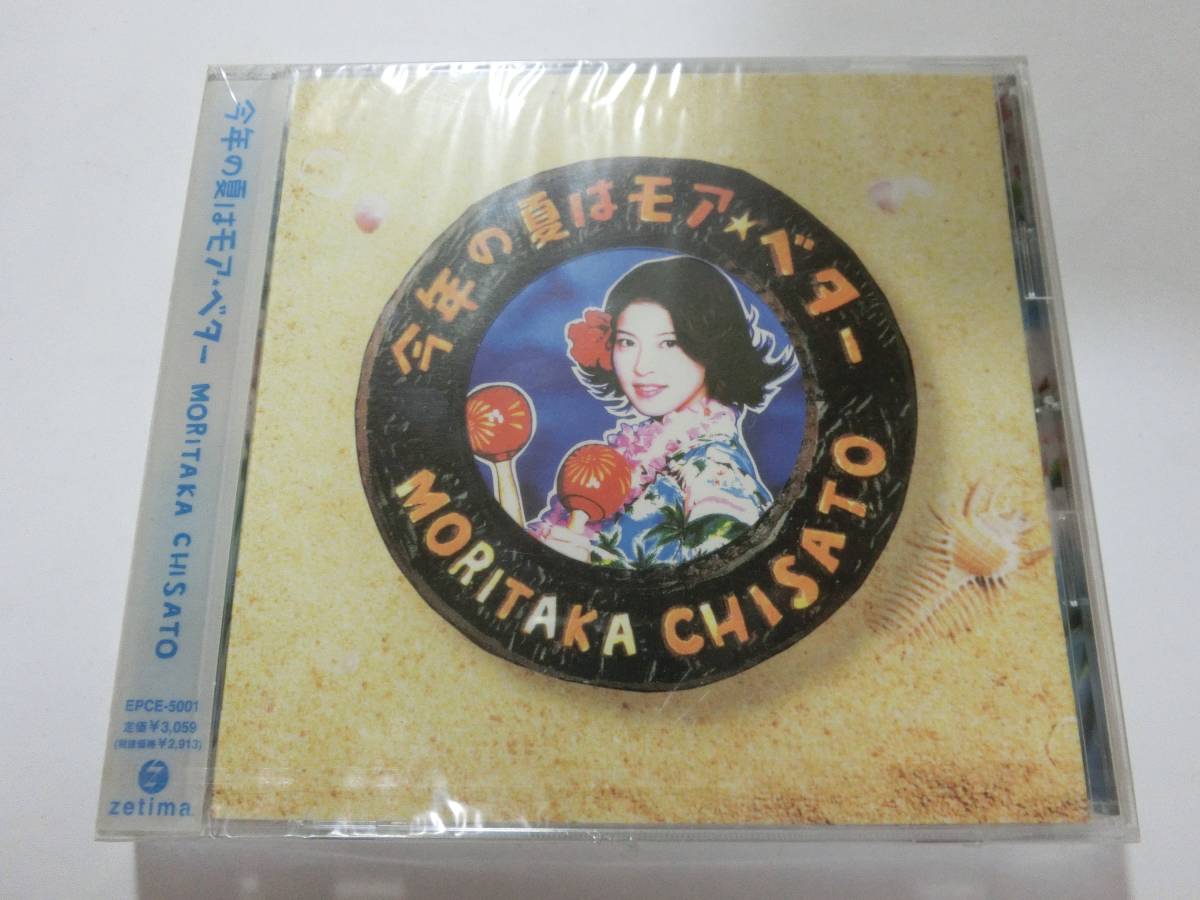 今年の夏はモア・ベター MORITAKA CHISATO
EPCE-5001
定価¥3,059
(税抜価格¥2,913)
Z
zetima
今年の夏はモア★ベター
MORITAKA CHISATO